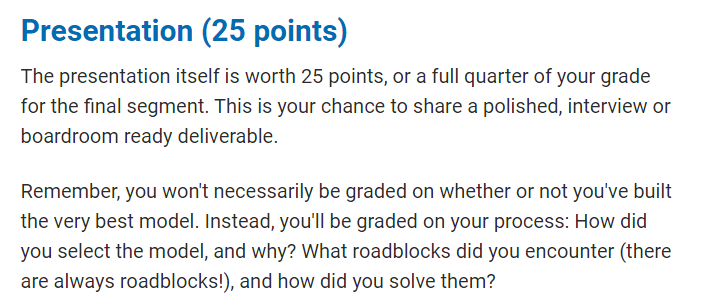 Presentation (25 points)
The presentation itself is worth 25 points, or a full quarter of your grade
for the final segment. This is your chance to share a polished, interview or
boardroom ready deliverable.
Remember, you won't necessarily be graded on whether or not you've built
the very best model. Instead, you'll be graded on your process: How did
you select the model, and why? What roadblocks did you encounter (there
are always roadblocks!), and how did you solve them?